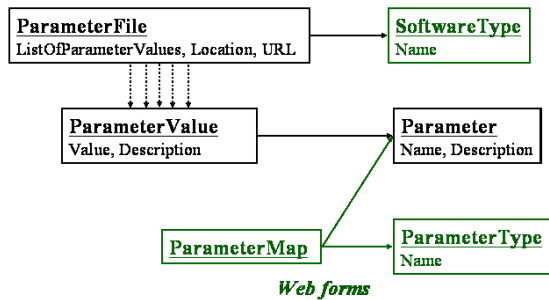 ParameterFile
ListOfParameterValues, Location, URL
SoftwareType
Name
ParameterValue
Value, Description
Parameter
Name, Description
ParameterMap
ParameterType
Name
Web forms